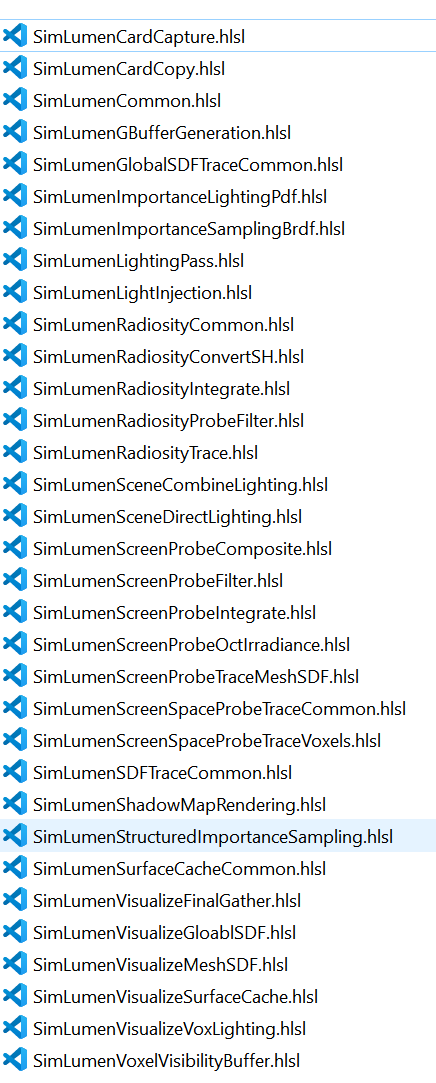 SimLumenCardCapture.hlsl
SimLumenCardCopy.hlsl
SimLumenCommon.hlsl
SimLumenGBufferGeneration.hlsl
SimLumenGlobalSDFTraceCommon.hlsl
SimLumenImportanceLightingPdf.hlsl
SimLumenImportanceSamplingBrdf.hlsl
SimLumenLightingPass.hlsl
SimLumenLightInjection.hlsl
SimLumenRadiosityCommon.hlsl
SimLumenRadiosityConvertSH.hlsl
SimLumenRadiosityIntegrate.hlsl
SimLumenRadiosityProbeFilter.hlsl
SimLumenRadiosityTrace.hlsl
SimLumenSceneCombineLighting.hlsl
SimLumenSceneDirectLighting.hlsl
SimLumenScreenProbeComposite.hlsl
SimLumenScreenProbeFilter.hlsl
SimLumenScreenProbeIntegrate.hlsl
SimLumenScreenProbeOctIrradiance.hlsl
SimLumenScreenProbeTraceMeshSDF.hlsl
SimLumenScreenSpaceProbeTraceCommon.hlsl
SimLumenScreenSpaceProbeTraceVoxels.hlsl
SimLumenSDFTraceCommon.hlsl
SimLumenShadowMapRendering.hlsl
SimLumenStructuredImportanceSampling.hlsl
SimLumenSurfaceCacheCommon.hlsl
SimLumenVisualizeFinalGather.hlsl
SimLumenVisualizeGloablSDF.hlsl
SimLumenVisualizeMeshSDF.hlsl
SimLumenVisualizeSurfaceCache.hlsl
SimLumenVisualizeVoxLighting.hlsl
SimLumenVoxelVisibilityBuffer.hlsl